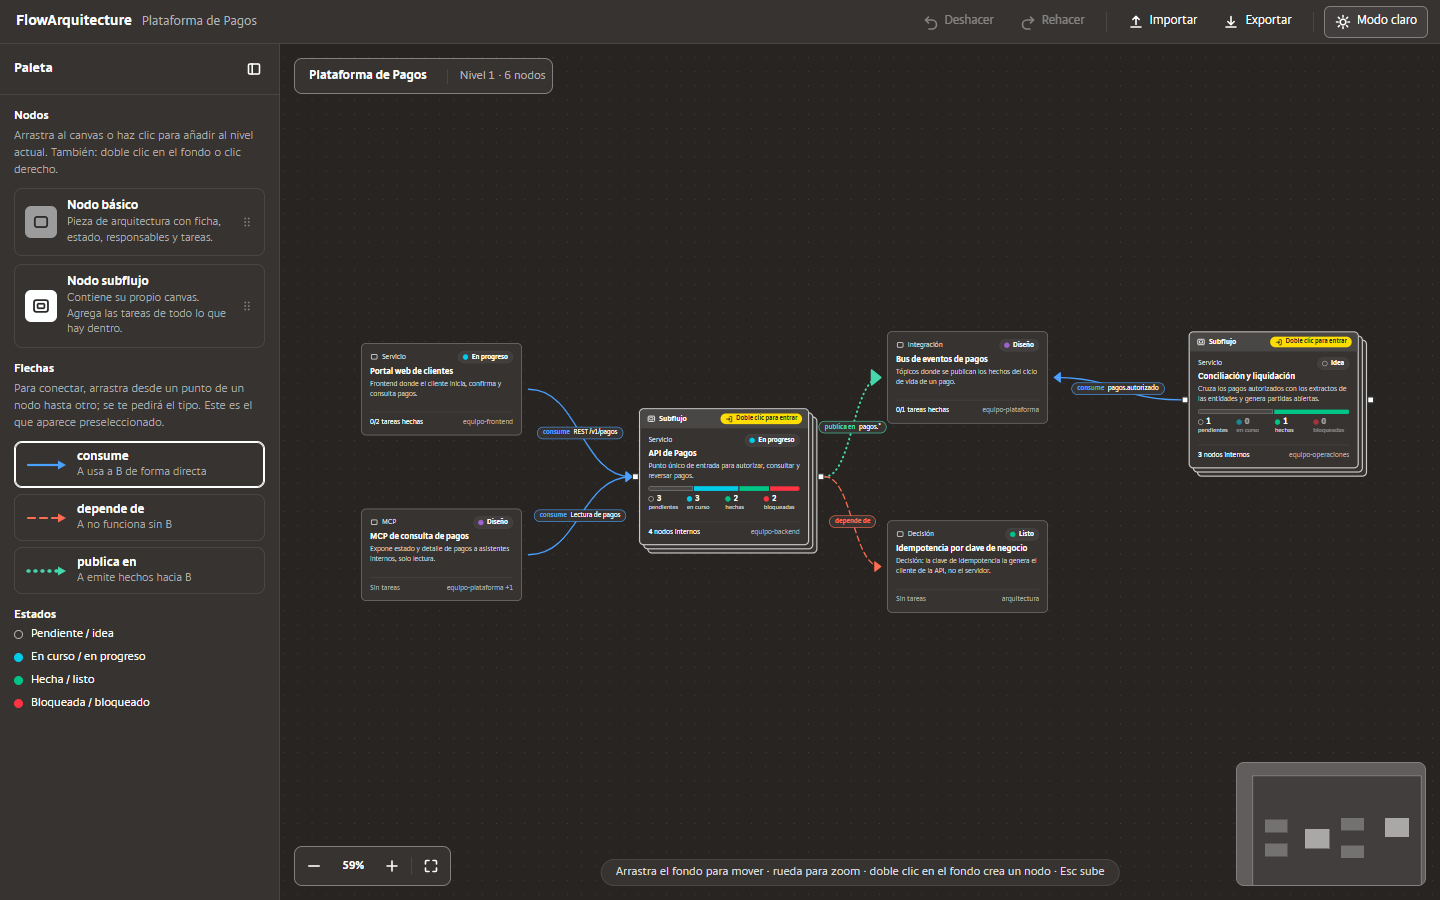 FlowArquitecture Plataforma de Pagos
Deshacer
Rehacer
Importar
Exportar
Modo claro
Paleta
Nodos
Arrastra al canvas o haz clic para añadir al nivel
actual. También: doble clic en el fondo o clic
derecho.
Nodo básico
Pieza de arquitectura con ficha,
estado, responsables y tareas.
Nodo subflujo
Contiene su propio canvas.
Agrega las tareas de todo lo que
hay dentro.
Flechas
Para conectar, arrastra desde un punto de un
nodo hasta otro; se te pedirá el tipo. Este es el
que aparece preseleccionado.
consume
A usa a B de forma directa
depende de
A no funciona sin B
publica en
A emite hechos hacia B
Estados
Pendiente / idea
En curso / en progreso
Hecha / listo
Bloqueada / bloqueado
Plataforma de Pagos
Nivel 1 · 6 nodos
Servicio
En progreso
Portal web de clientes
Frontend donde el cliente inicia, confirma y
consulta pagos.
0/2 tareas hechas
equipo-frontend
consume REST /v1/pagos
MCP
Diseño
MCP de consulta de pagos
Expone estado y detalle de pagos a asistentes
internos, solo lectura.
Sin tareas
equipo-plataforma +1
consume Lectura de pagos
Subflujo
Doble clic para entrar
Servicio
En progreso
API de Pagos
Punto único de entrada para autorizar, consultar y
reversar pagos.
3 pendientes
3 en curso
2 hechas
2 bloqueadas
4 nodos internos
equipo-backend
publica en pagos.*
depende de
Integración
Diseño
Bus de eventos de pagos
Tópicos donde se publican los hechos del ciclo
de vida de un pago.
0/1 tareas hechas
equipo-plataforma
Decisión
Listo
Idempotencia por clave de negocio
Decisión: la clave de idempotencia la genera el
cliente de la API, no el servidor.
Sin tareas
arquitectura
consume pagos.autorizado
Subflujo
Doble clic para entrar
Servicio
Idea
Conciliación y liquidación
Cruza los pagos autorizados con los extractos de
las entidades y genera partidas abiertas.
1 pendientes
0 en curso
1 hechas
0 bloqueadas
3 nodos internos
equipo-operaciones
59%
Arrastra el fondo para mover · rueda para zoom · doble clic en el fondo crea un nodo · Esc sube